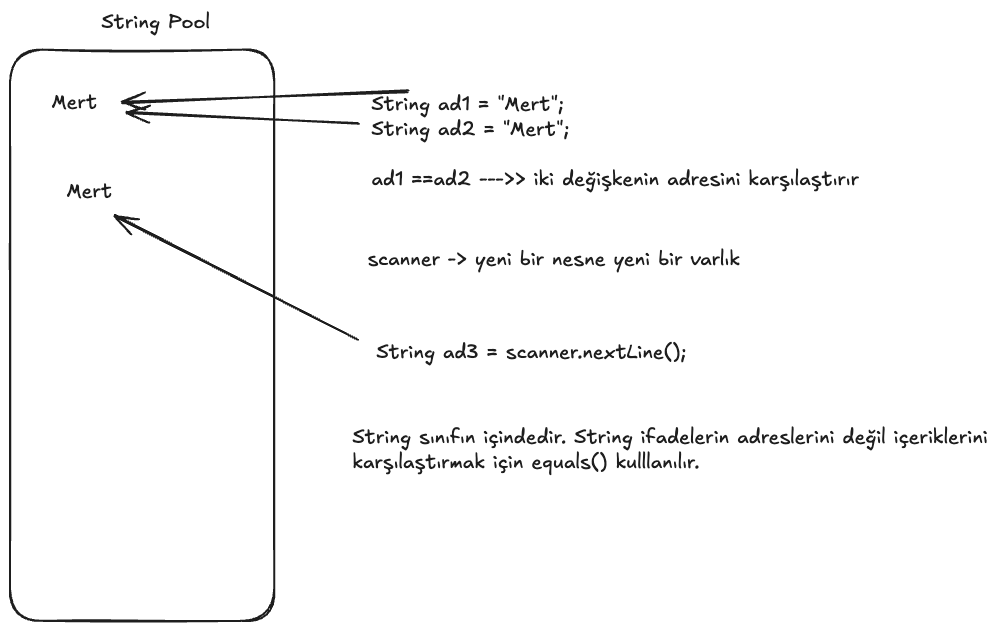 String Pool
Mert
String ad1 = "Mert";
String ad2 = "Mert";
ad1 ==ad2 --->> iki değişkenin adresini karşılaştırır
Mert
scanner -> yeni bir nesne yeni bir varlık
String ad3 = scanner.nextLine();
String sınıfın içindedir. String ifadelerin adreslerini değil içeriklerini
karşılaştırmak için equals() kulllanılır.